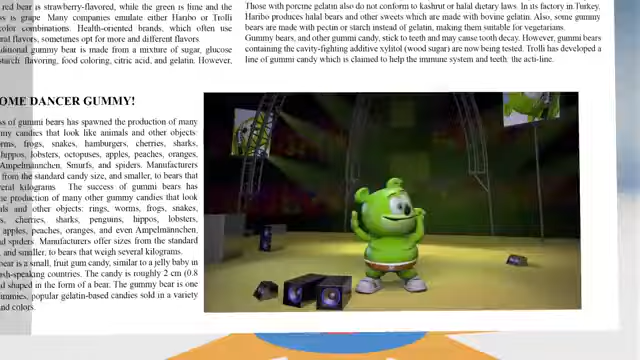 red bear is strawberry-flavored, while the green is lime and the
is grape. Many companies emulate either Haribo or Trolli
color combinations. Health-oriented brands, which often use
flavors, sometimes opt for more and different flavors.
gummy bear is made from a mixture of sugar, glucose
starch, flavoring, food coloring, citric acid, and gelatin. However,
Those with porcine gelatin also do not conform to kashrut or halal dietary laws. In its factory in Turkey,
Haribo produces halal bears and other sweets which are made with bovine gelatin. Also, some gummy
bears are made with pectin or starch instead of gelatin, making them suitable for vegetarians.
Gummy bears, and other gummy candy, stick to teeth and may cause tooth decay. However, gummi bears
containing the cavity-fighting additive xylitol (wood sugar) are now being tested. Trolli has developed a
line of gummi candy which is claimed to help the immune system and teeth, the acti-line.
OME DANCER GUMMY!
of gummi bears has spawned the production of many
candies that look like animals and other objects:
frogs, snakes, hamburgers, cherries, sharks,
hippos, lobsters, octopuses, apples, peaches, oranges,
Ampelmännchen, Smurfs, and spiders. Manufacturers
from the standard candy size, and smaller, to bears that
kilograms. The success of gummi bears has
production of many other gummy candies that look
and other objects: rings, worms, frogs, snakes,
cherries, sharks, penguins, hippos, lobsters,
apples, peaches, oranges, and even Ampelmännchen,
spiders. Manufacturers offer sizes from the standard
and smaller, to bears that weigh several kilograms.
bear is a small, fruit gum candy, similar to a jelly baby in
countries. The candy is roughly 2 cm (0.8
shaped in the form of a bear. The gummy bear is one
popular gelatin-based candies sold in a variety
and colors.